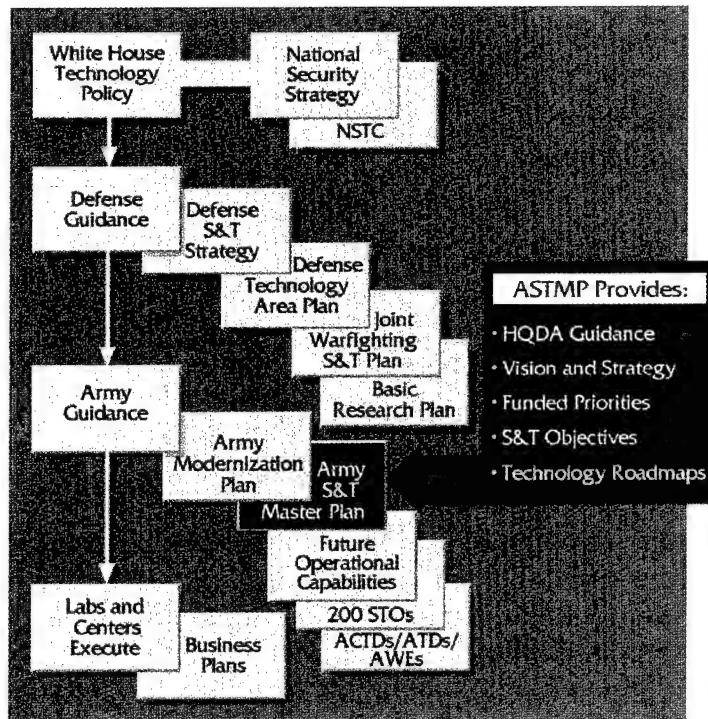 White House
Technology
Policy
National
Security
Strategy
NSTC
Defense
Guidance
Defense
S&T
Strategy
Defense
Technology
Area Plan
Joint
Warfighting
S&T Plan
Basic
Research Plan
Army
Guidance
Army
Modernization
Plan
Army
S&T
Master Plan
Future
Operational
Capabilities
200 STOs
ACTDs/ATDs/
AWEs
Labs and
Centers
Execute
Business
Plans
ASTMP Provides:
• HQDA Guidance
• Vision and Strategy
• Funded Priorities
• S&T Objectives
• Technology Roadmaps